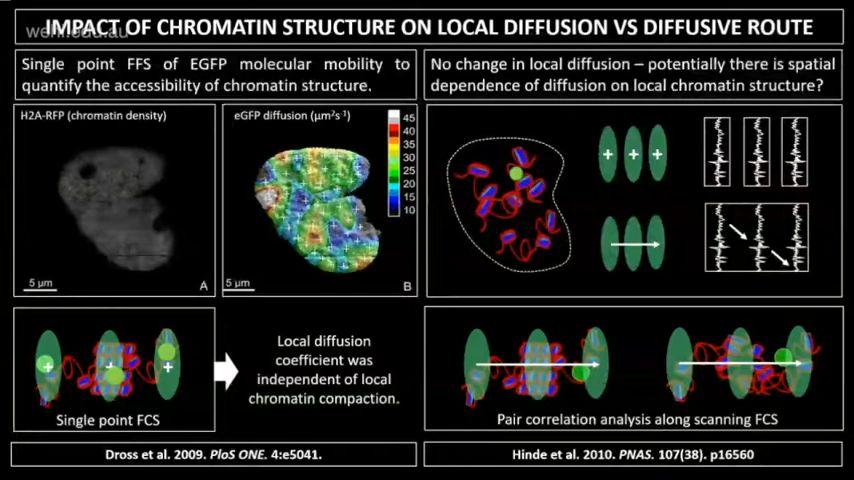 IMPACT OF CHROMATIN STRUCTURE ON LOCAL DIFFUSION VS DIFFUSIVE ROUTE
wehi.edu.au
Single point FFS of EGFP molecular mobility to
quantify the accessibility of chromatin structure.
No change in local diffusion – potentially there is spatial
dependence of diffusion on local chromatin structure?
H2A-RFP (chromatin density)
5 µm
A
eGFP diffusion (µm²s⁻¹)
45
40
35
30
25
20
15
10
5 µm
B
Single point FCS
Local diffusion
coefficient was
independent of local
chromatin compaction.
Pair correlation analysis along scanning FCS
Dross et al. 2009. PloS ONE. 4:e5041.
Hinde et al. 2010. PNAS. 107(38). p16560